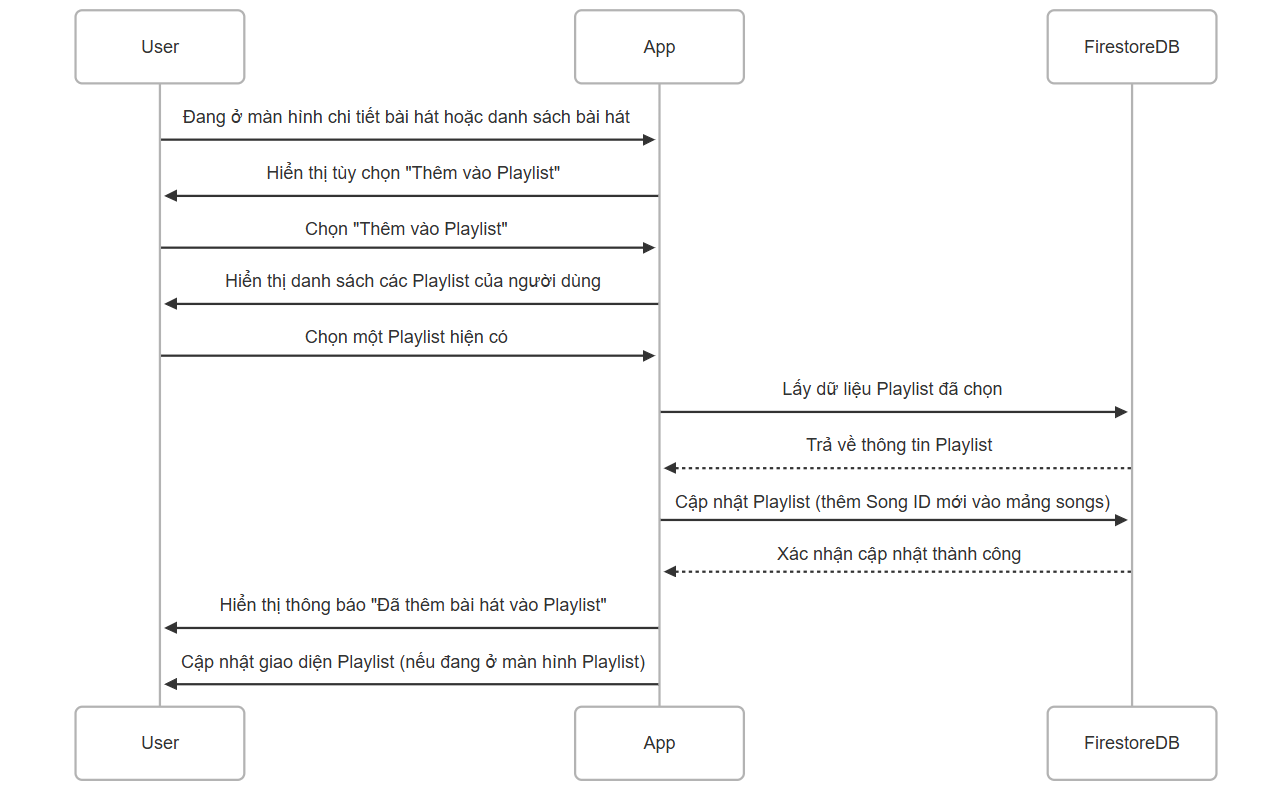 User
App
FirestoreDB
Đang ở màn hình chi tiết bài hát hoặc danh sách bài hát
Hiển thị tùy chọn "Thêm vào Playlist"
Chọn "Thêm vào Playlist"
Hiển thị danh sách các Playlist của người dùng
Chọn một Playlist hiện có
Lấy dữ liệu Playlist đã chọn
Trả về thông tin Playlist
Cập nhật Playlist (thêm Song ID mới vào mảng songs)
Xác nhận cập nhật thành công
Hiển thị thông báo "Đã thêm bài hát vào Playlist"
Cập nhật giao diện Playlist (nếu đang ở màn hình Playlist)
User
App
FirestoreDB